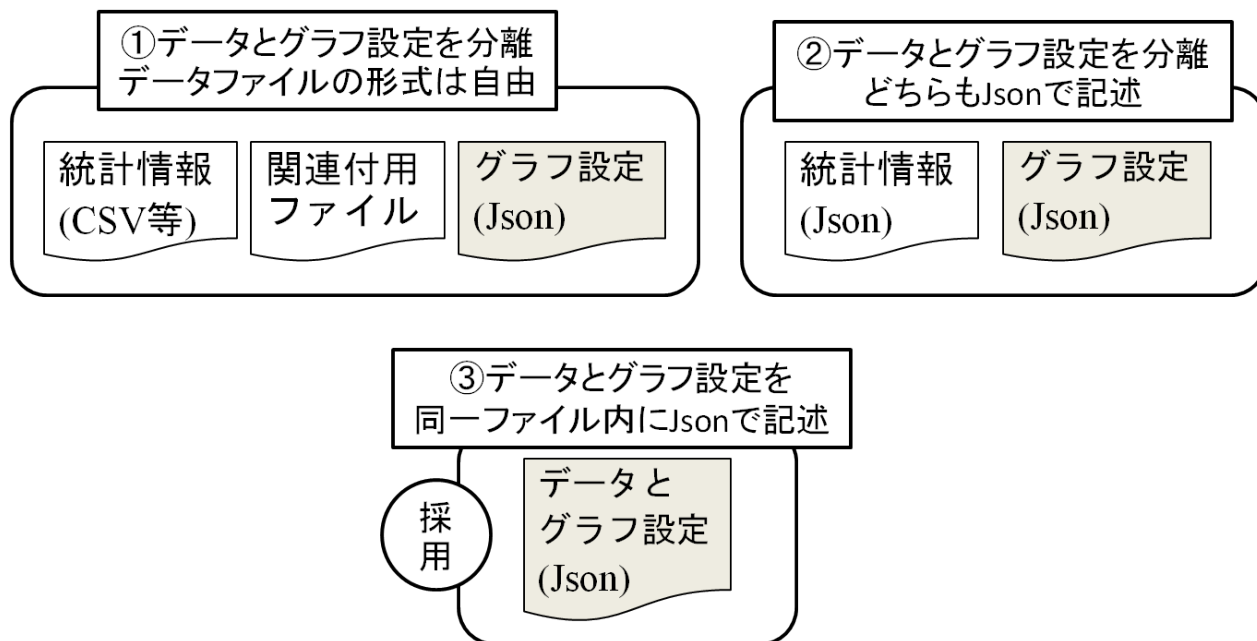 ①データとグラフ設定を分離
データファイルの形式は自由
統計情報
(CSV等)
関連付用
ファイル
グラフ設定
(Json)
②データとグラフ設定を分離
どちらもJsonで記述
統計情報
(Json)
グラフ設定
(Json)
③データとグラフ設定を
同一ファイル内にJsonで記述
採
用
データと
グラフ設定
(Json)